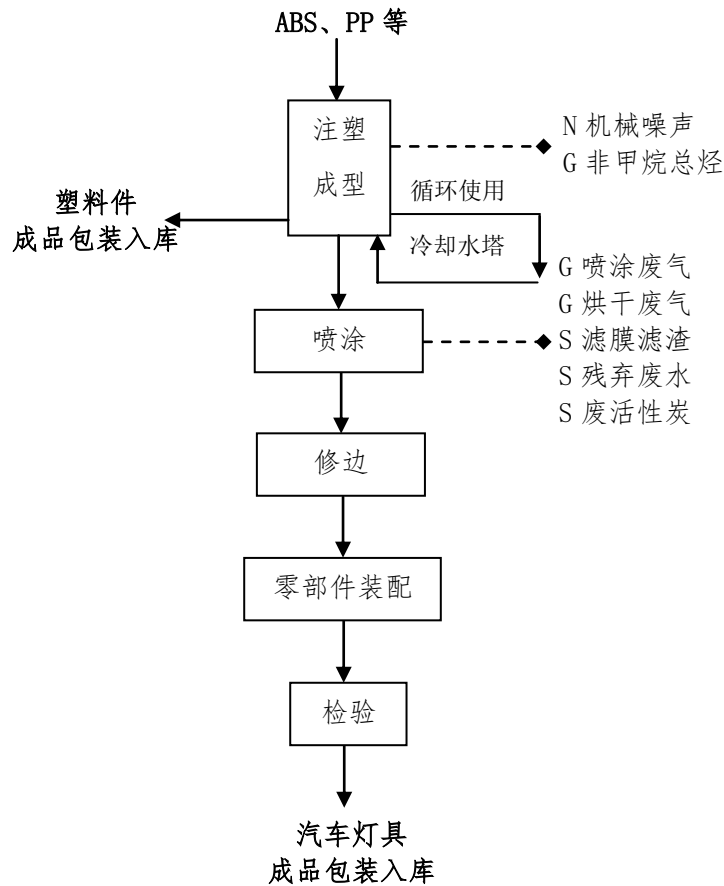 ABS、PP 等
注塑
成型
N 机械噪声
G 非甲烷总烃
塑料件
成品包装入库
循环使用
冷却水塔
G 喷涂废气
G 烘干废气
喷涂
S 滤膜滤渣
S 残弃废水
S 废活性炭
修边
零部件装配
检验
汽车灯具
成品包装入库